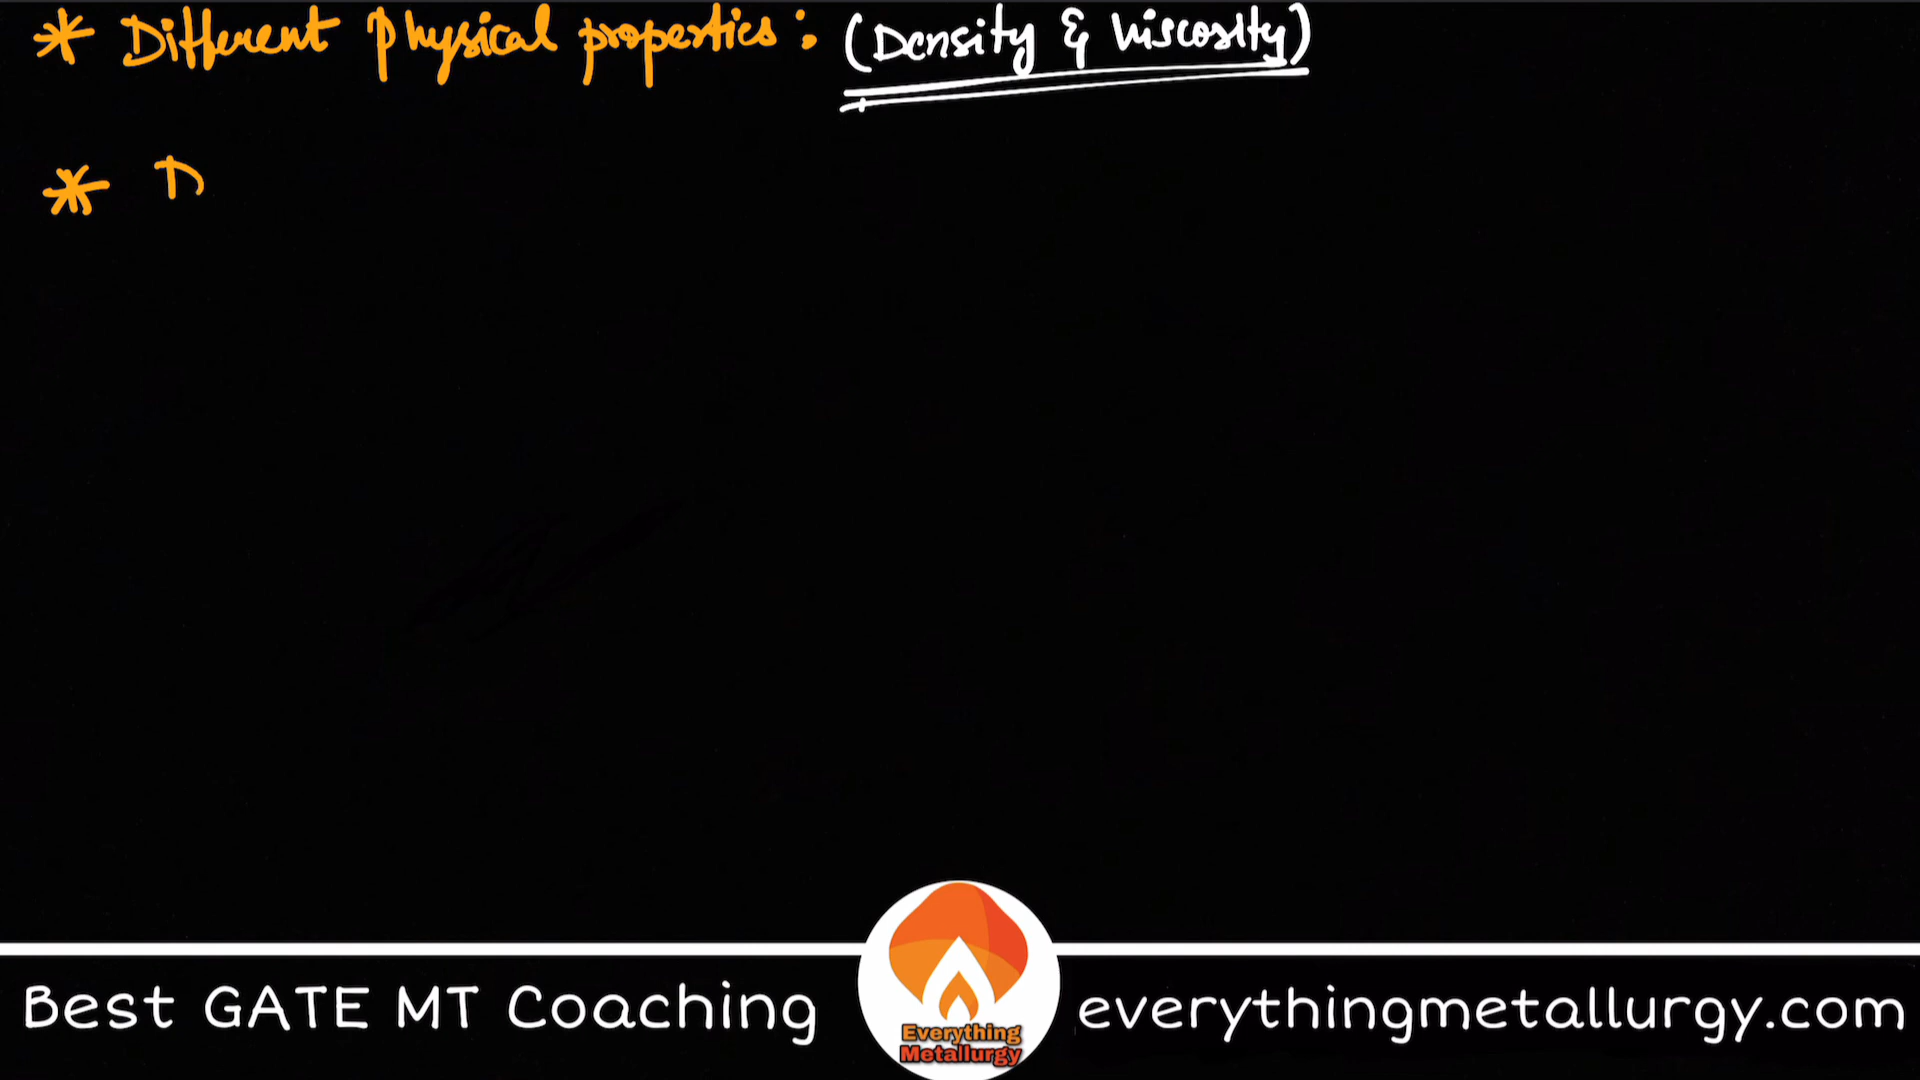 * Different physical properties : (Density & viscosity)
* D
Best GATE MT Coaching
Everything
Metallurgy
everythingmetallurgy.com